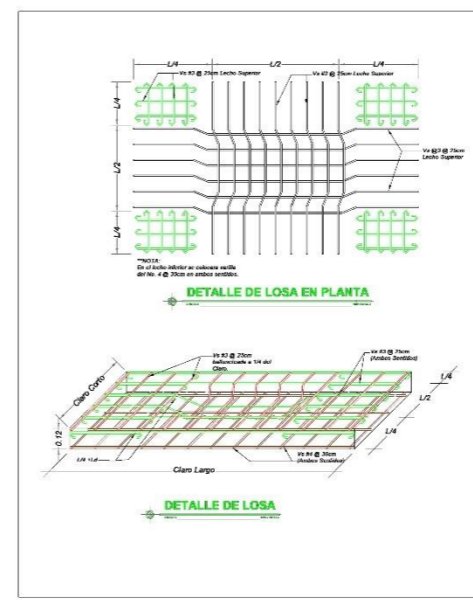 L/4
L/2
L/4
Vs #3 @ 25cm Lecho Superior
Vs #3 @ 25cm Lecho Superior
L/4
L/2
L/4
Vs @3 @ 25cm
Lecho Superior
**NOTA:
En el lecho inferior se colocara varilla
del No. 4 @ 30cm en ambos sentidos.
DETALLE DE LOSA EN PLANTA
Vs #3 @ 25cm
a 1/4 del
Claro.
Vs #3 @ 25cm
(Ambos Sentidos)
Claro Corto
L/4
L/2
L/4
0.12
L/4 +Ld
Vs #4 @ 30cm
(Ambos Sentidos)
Claro Largo
DETALLE DE LOSA